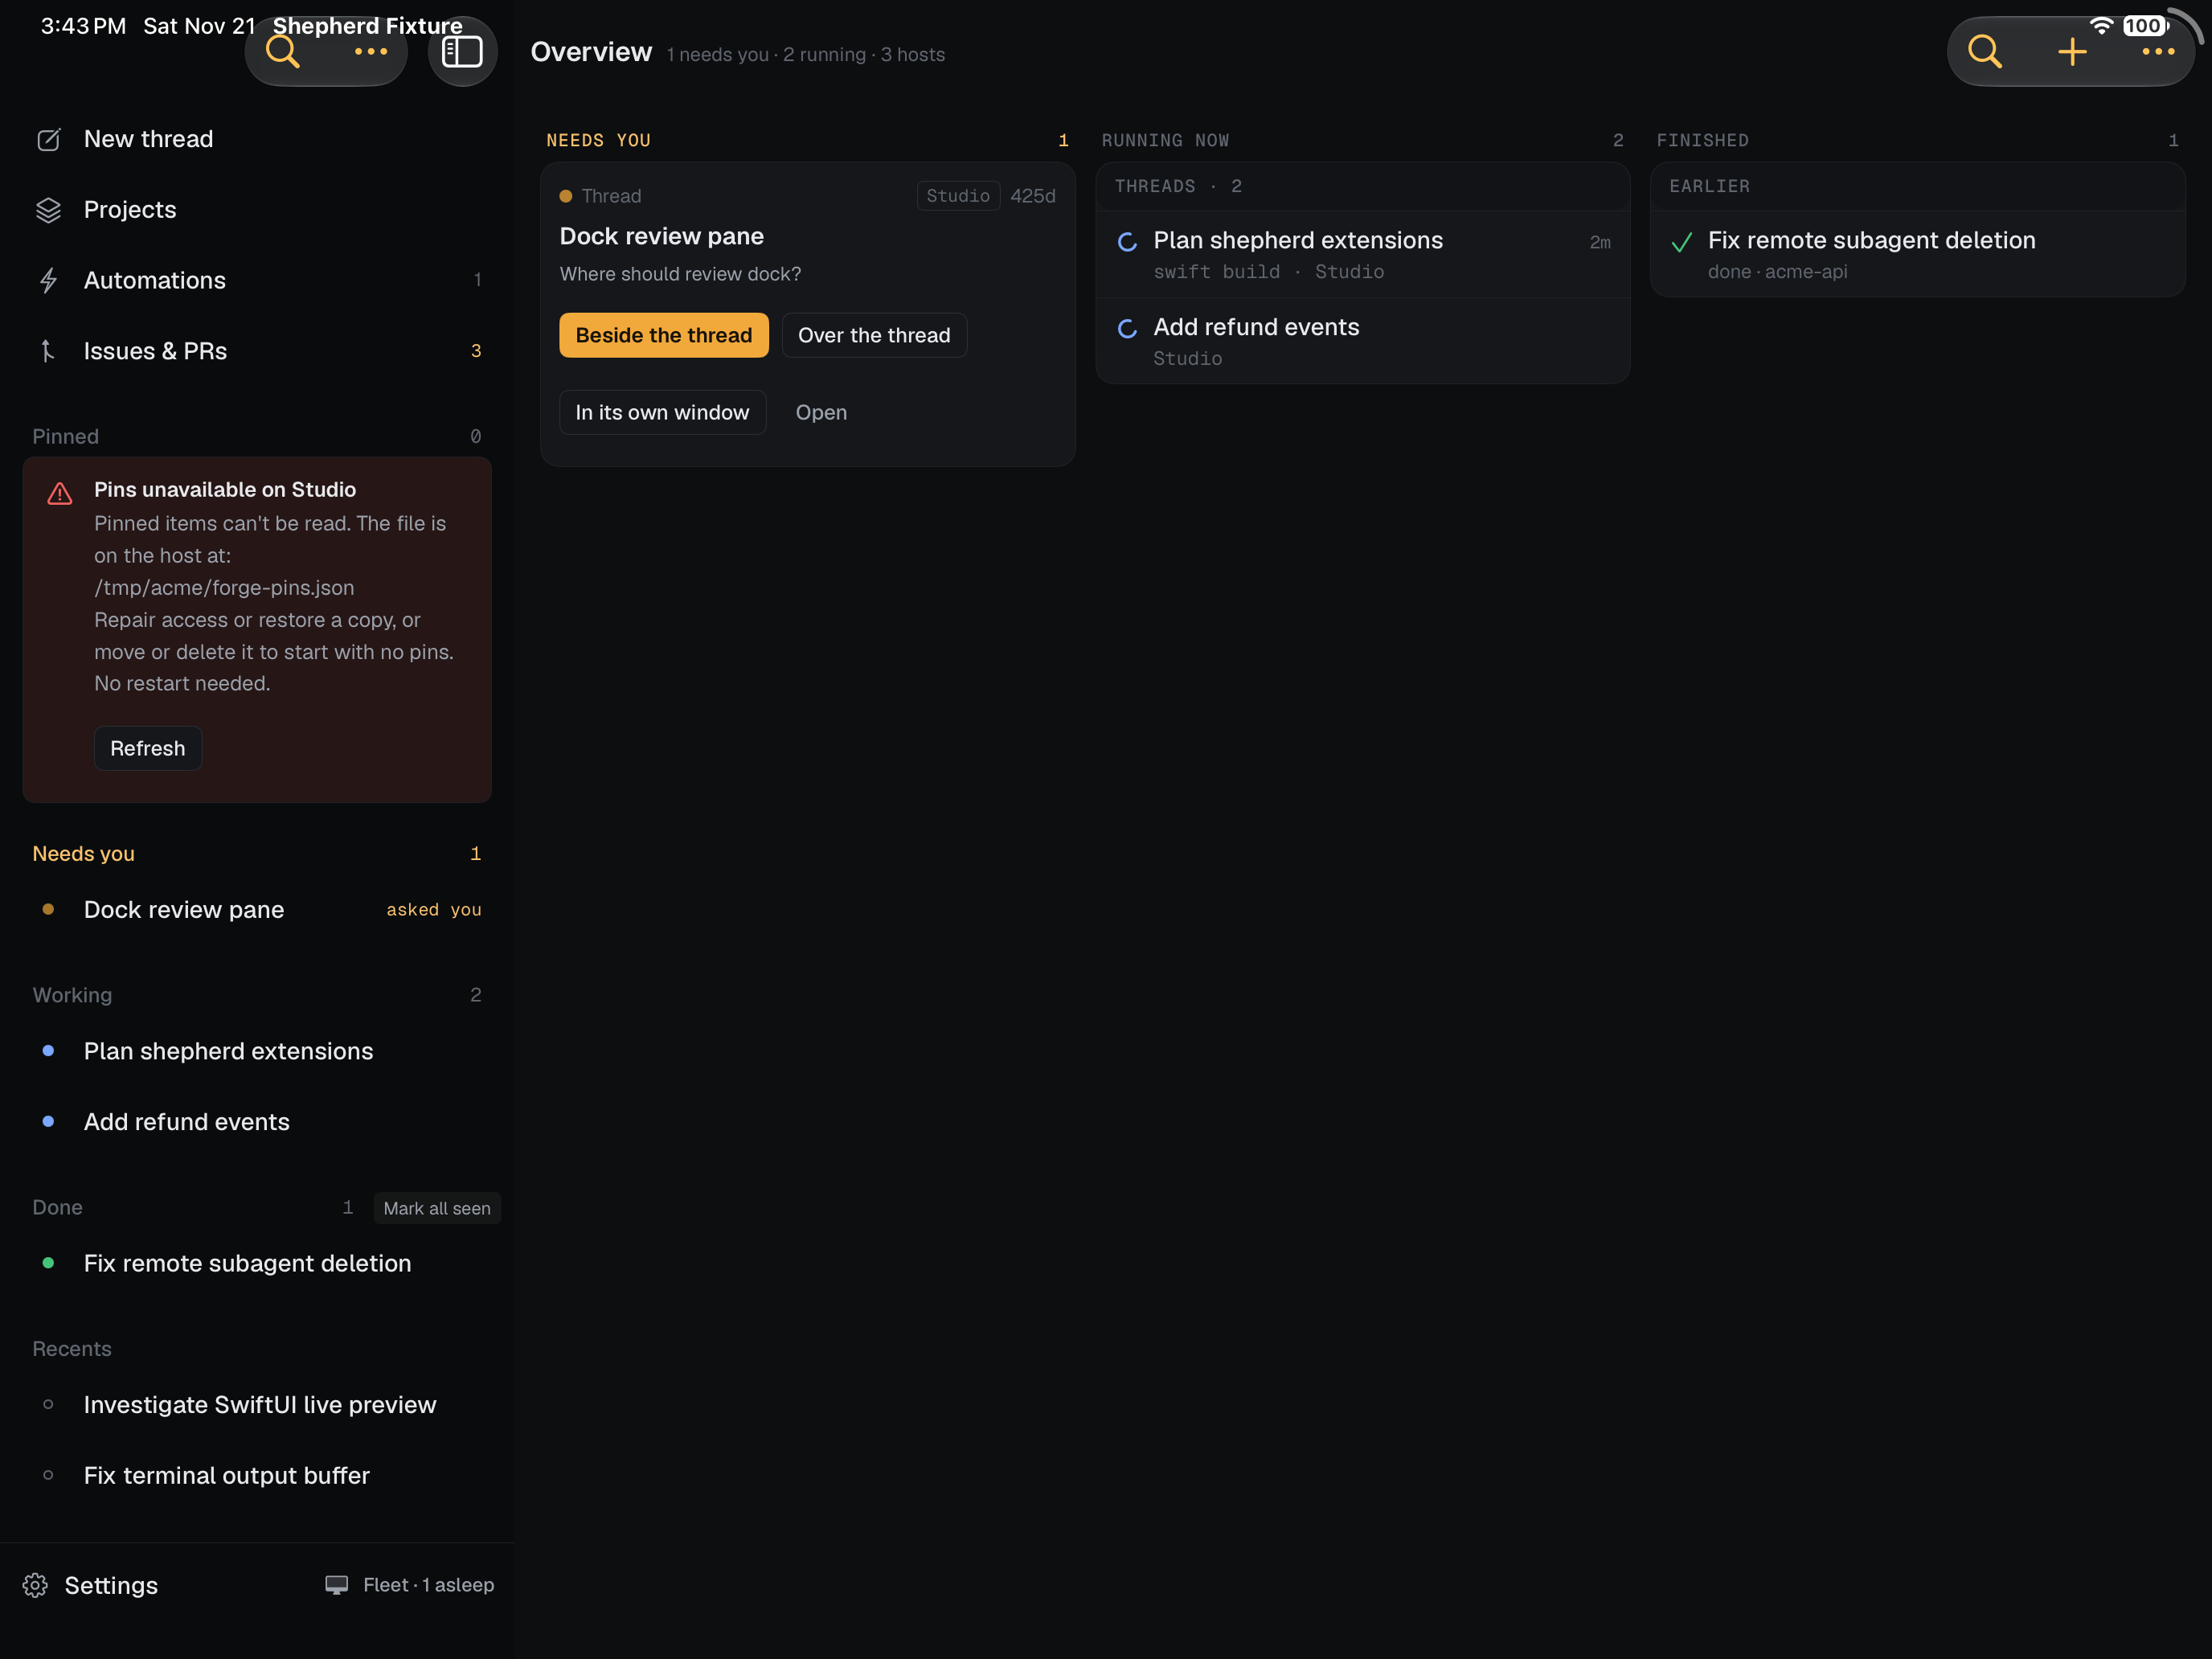 3:43 PM Sat Nov 21 Shepherd Fixture
100
New thread
Projects
Automations 1
Issues & PRs 3
Pinned 0
Pins unavailable on Studio
Pinned items can't be read. The file is
on the host at:
/tmp/acme/forge-pins.json
Repair access or restore a copy, or
move or delete it to start with no pins.
No restart needed.
Refresh
Needs you 1
Dock review pane asked you
Working 2
Plan shepherd extensions
Add refund events
Done 1 Mark all seen
Fix remote subagent deletion
Recents
Investigate SwiftUI live preview
Fix terminal output buffer
Settings Fleet · 1 asleep
Overview 1 needs you · 2 running · 3 hosts
NEEDS YOU 1
Thread Studio 425d
Dock review pane
Where should review dock?
Beside the thread Over the thread
In its own window Open
RUNNING NOW 2
THREADS · 2
Plan shepherd extensions 2m
swift build · Studio
Add refund events
Studio
FINISHED 1
EARLIER
Fix remote subagent deletion
done · acme-api